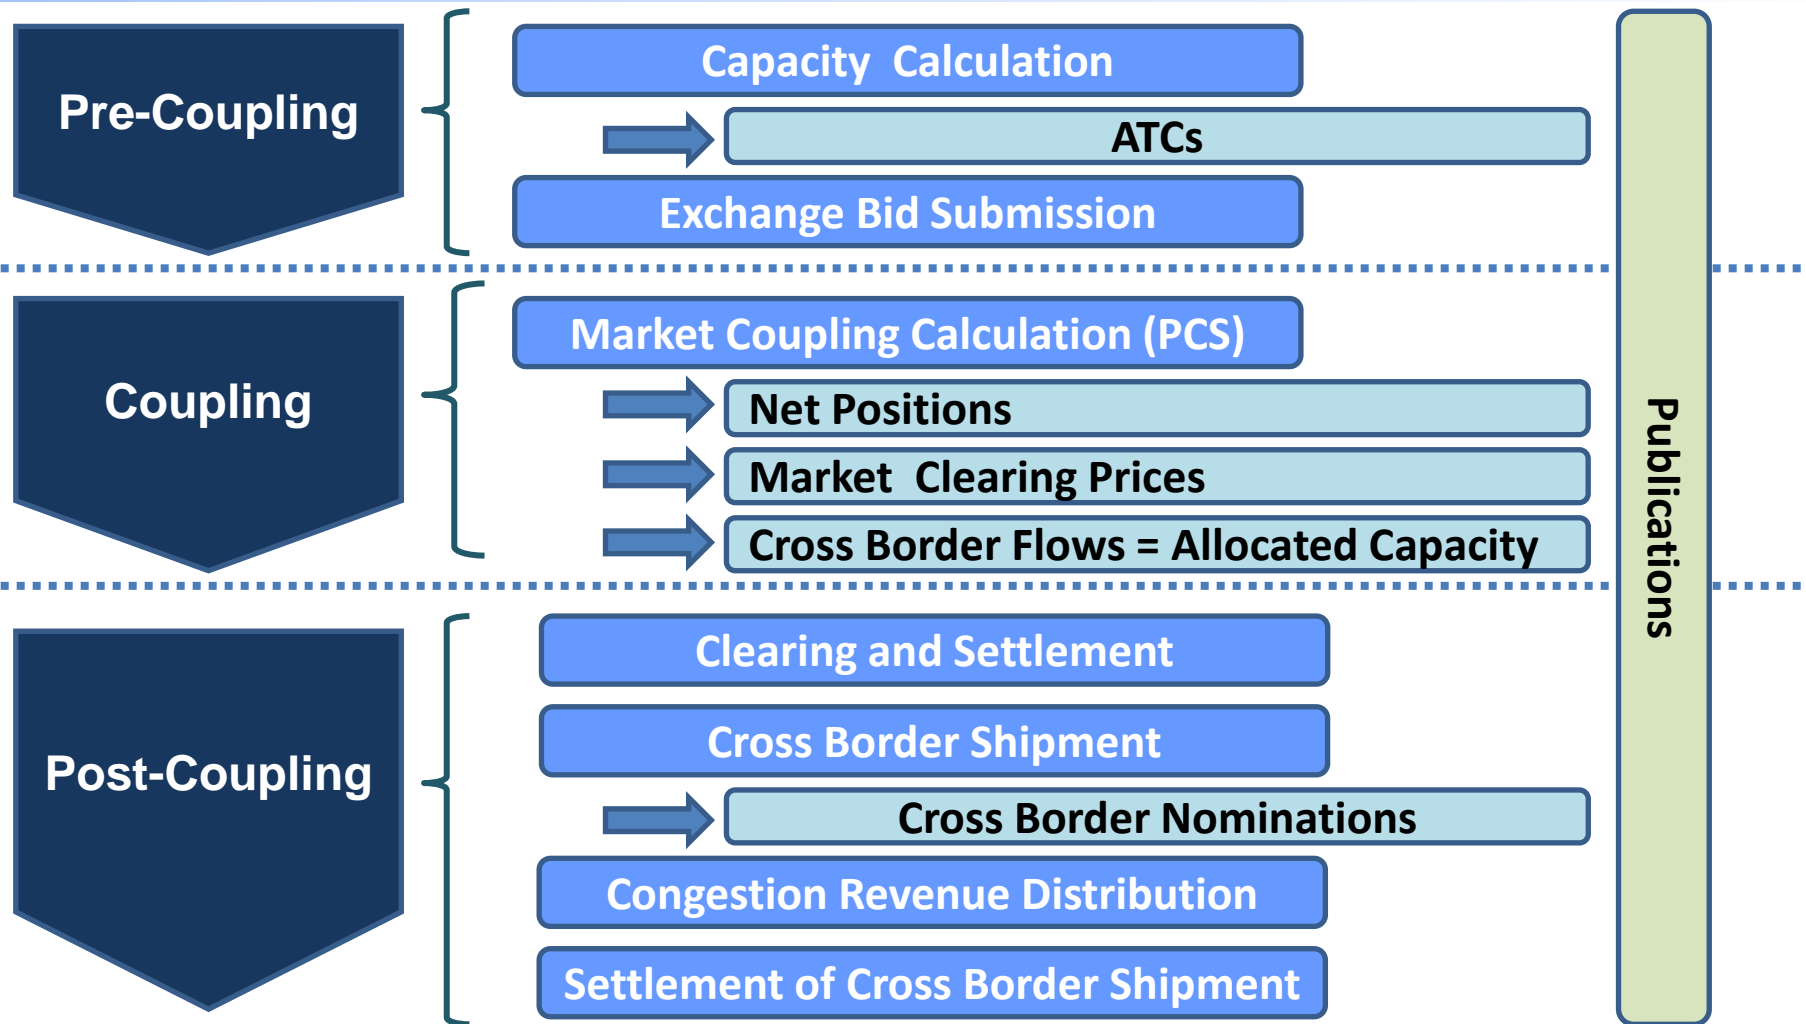 Pre-Coupling
Capacity Calculation
ATCs
Exchange Bid Submission
Coupling
Market Coupling Calculation (PCS)
Net Positions
Market Clearing Prices
Cross Border Flows = Allocated Capacity
Post-Coupling
Clearing and Settlement
Cross Border Shipment
Cross Border Nominations
Congestion Revenue Distribution
Settlement of Cross Border Shipment
Publications